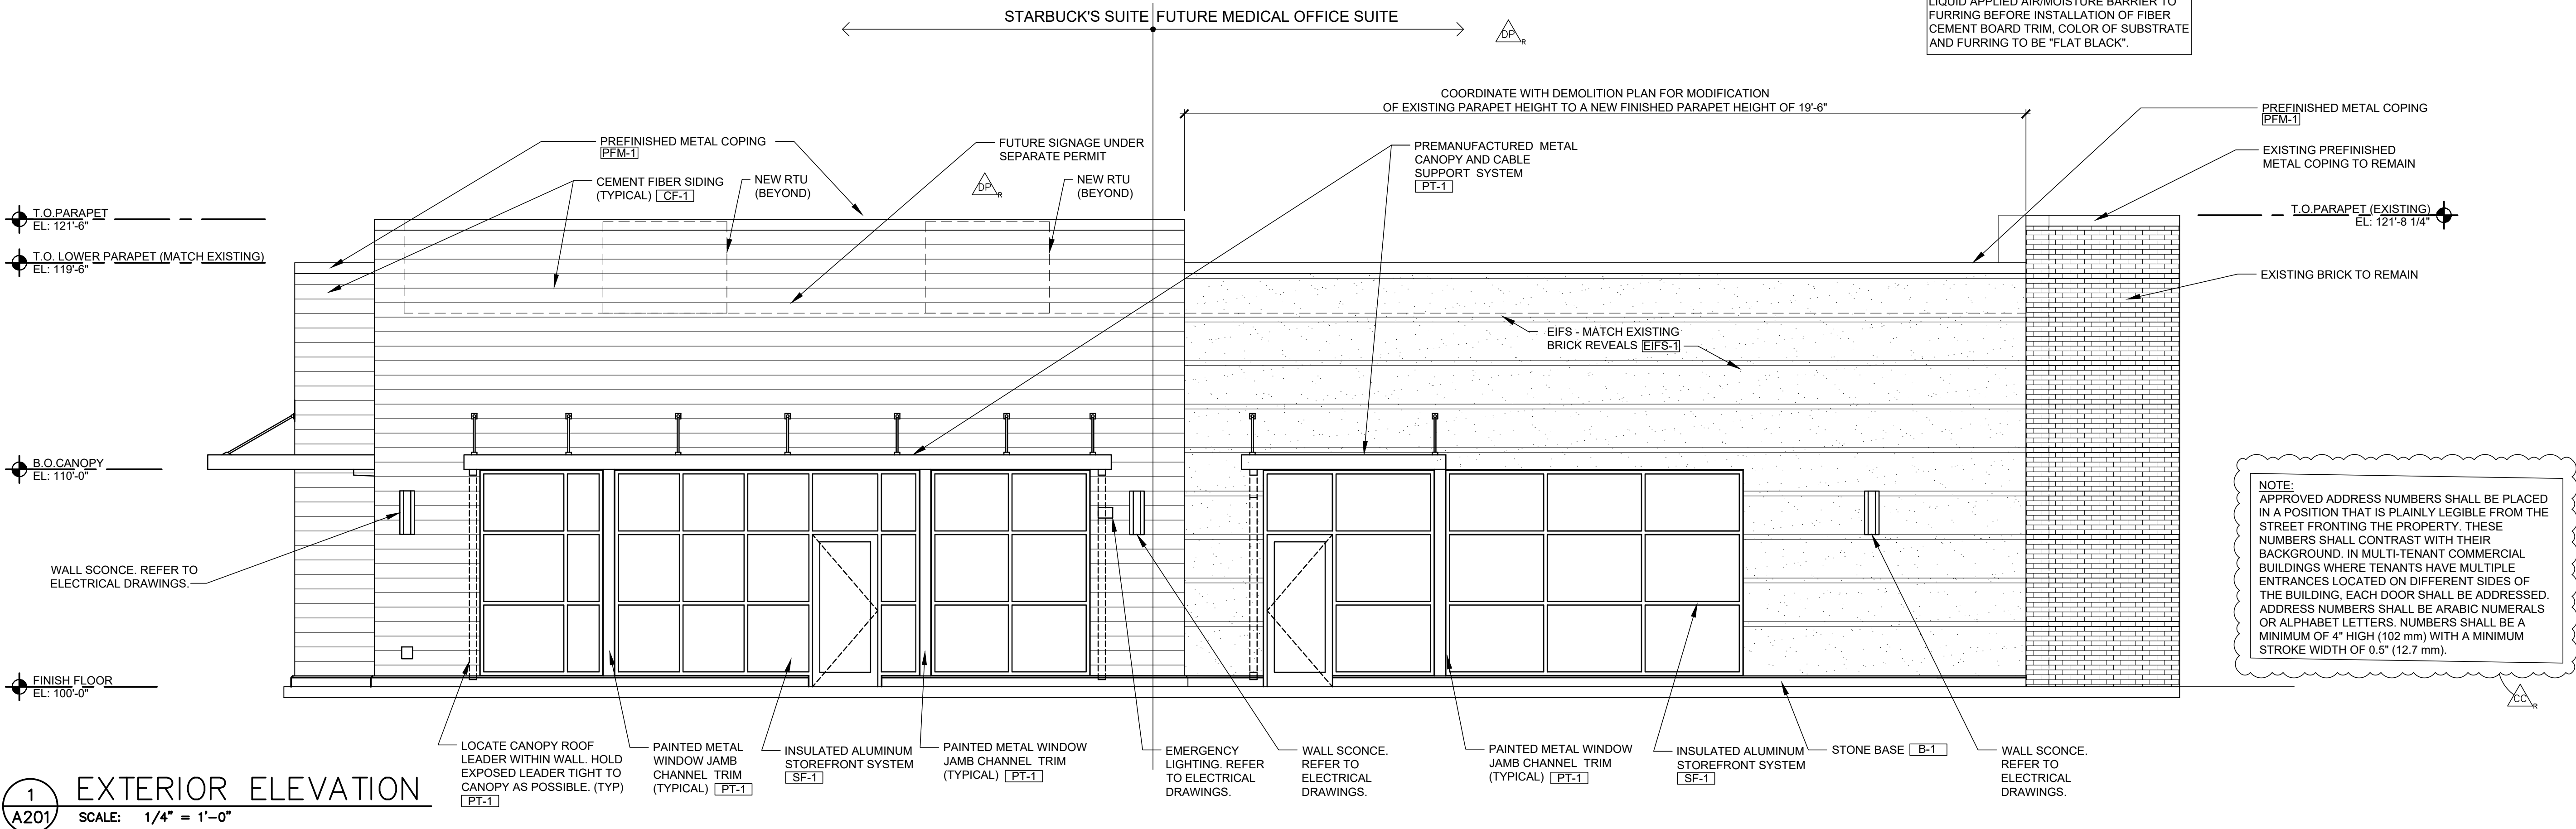 STARBUCK'S SUITE FUTURE MEDICAL OFFICE SUITE
DP
R
LIQUID APPLIED AIR/MOISTURE BARRIER TO
FURRING BEFORE INSTALLATION OF FIBER
CEMENT BOARD TRIM, COLOR OF SUBSTRATE
AND FURRING TO BE "FLAT BLACK".
COORDINATE WITH DEMOLITION PLAN FOR MODIFICATION
OF EXISTING PARAPET HEIGHT TO A NEW FINISHED PARAPET HEIGHT OF 19'-6"
PREFINISHED METAL COPING
PFM-1
CEMENT FIBER SIDING
(TYPICAL) CF-1
NEW RTU
(BEYOND)
FUTURE SIGNAGE UNDER
SEPARATE PERMIT
DP
R
NEW RTU
(BEYOND)
PREMANUFACTURED METAL
CANOPY AND CABLE
SUPPORT SYSTEM
PT-1
PREFINISHED METAL COPING
PFM-1
EXISTING PREFINISHED
METAL COPING TO REMAIN
T.O.PARAPET (EXISTING)
EL: 121'-8 1/4"
EXISTING BRICK TO REMAIN
T.O.PARAPET
EL: 121'-6"
T.O. LOWER PARAPET (MATCH EXISTING)
EL: 119'-6"
EIFS - MATCH EXISTING
BRICK REVEALS EIFS-1
B.O.CANOPY
EL: 110'-0"
WALL SCONCE. REFER TO
ELECTRICAL DRAWINGS.
FINISH FLOOR
EL: 100'-0"
NOTE:
APPROVED ADDRESS NUMBERS SHALL BE PLACED
IN A POSITION THAT IS PLAINLY LEGIBLE FROM THE
STREET FRONTING THE PROPERTY. THESE
NUMBERS SHALL CONTRAST WITH THEIR
BACKGROUND. IN MULTI-TENANT COMMERCIAL
BUILDINGS WHERE TENANTS HAVE MULTIPLE
ENTRANCES LOCATED ON DIFFERENT SIDES OF
THE BUILDING, EACH DOOR SHALL BE ADDRESSED.
ADDRESS NUMBERS SHALL BE ARABIC NUMERALS
OR ALPHABET LETTERS. NUMBERS SHALL BE A
MINIMUM OF 4" HIGH (102 mm) WITH A MINIMUM
STROKE WIDTH OF 0.5" (12.7 mm).
CC
R
LOCATE CANOPY ROOF
LEADER WITHIN WALL. HOLD
EXPOSED LEADER TIGHT TO
CANOPY AS POSSIBLE. (TYP)
PT-1
PAINTED METAL
WINDOW JAMB
CHANNEL TRIM
(TYPICAL) PT-1
INSULATED ALUMINUM
STOREFRONT SYSTEM
SF-1
PAINTED METAL WINDOW
JAMB CHANNEL TRIM
(TYPICAL) PT-1
EMERGENCY
LIGHTING. REFER
TO ELECTRICAL
DRAWINGS.
WALL SCONCE.
REFER TO
ELECTRICAL
DRAWINGS.
PAINTED METAL WINDOW
JAMB CHANNEL TRIM
(TYPICAL) PT-1
INSULATED ALUMINUM
STOREFRONT SYSTEM
SF-1
STONE BASE B-1
WALL SCONCE.
REFER TO
ELECTRICAL
DRAWINGS.
1
A201
EXTERIOR ELEVATION
SCALE: 1/4" = 1'-0"